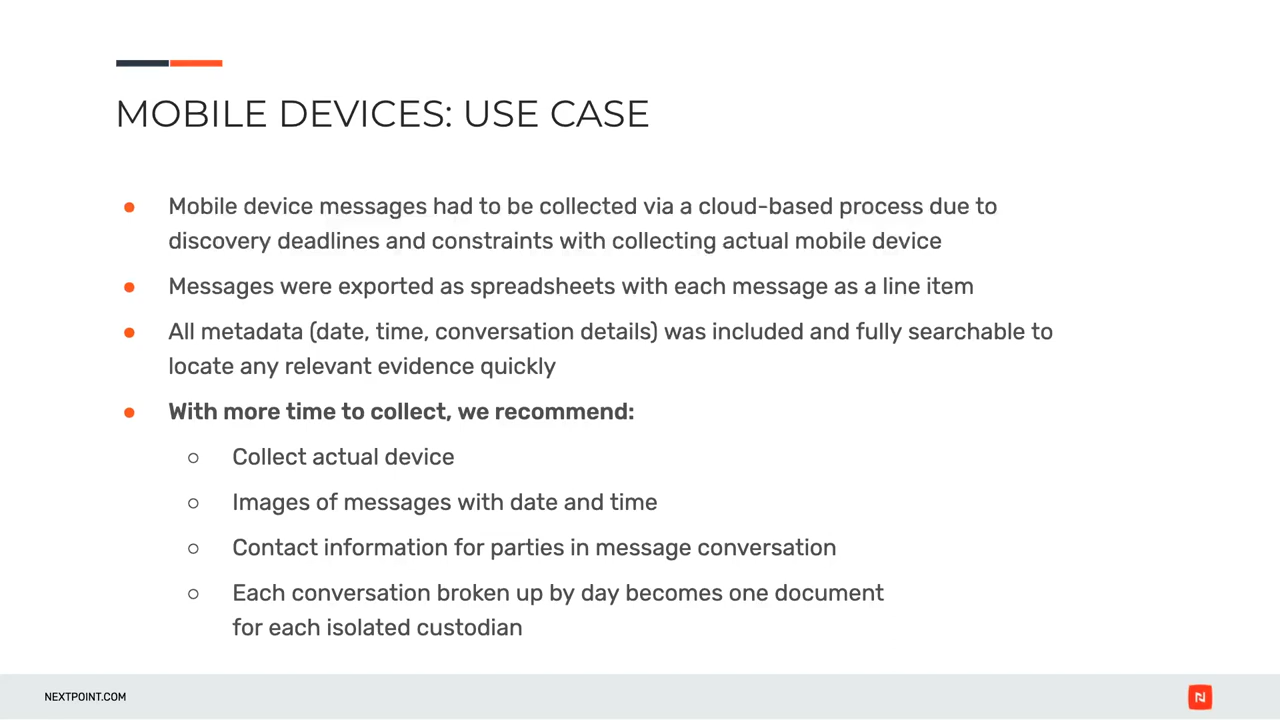 MOBILE DEVICES: USE CASE
● Mobile device messages had to be collected via a cloud-based process due to
discovery deadlines and constraints with collecting actual mobile device
● Messages were exported as spreadsheets with each message as a line item
● All metadata (date, time, conversation details) was included and fully searchable to
locate any relevant evidence quickly
● With more time to collect, we recommend:
○ Collect actual device
○ Images of messages with date and time
○ Contact information for parties in message conversation
○ Each conversation broken up by day becomes one document
for each isolated custodian
NEXTPOINT.COM